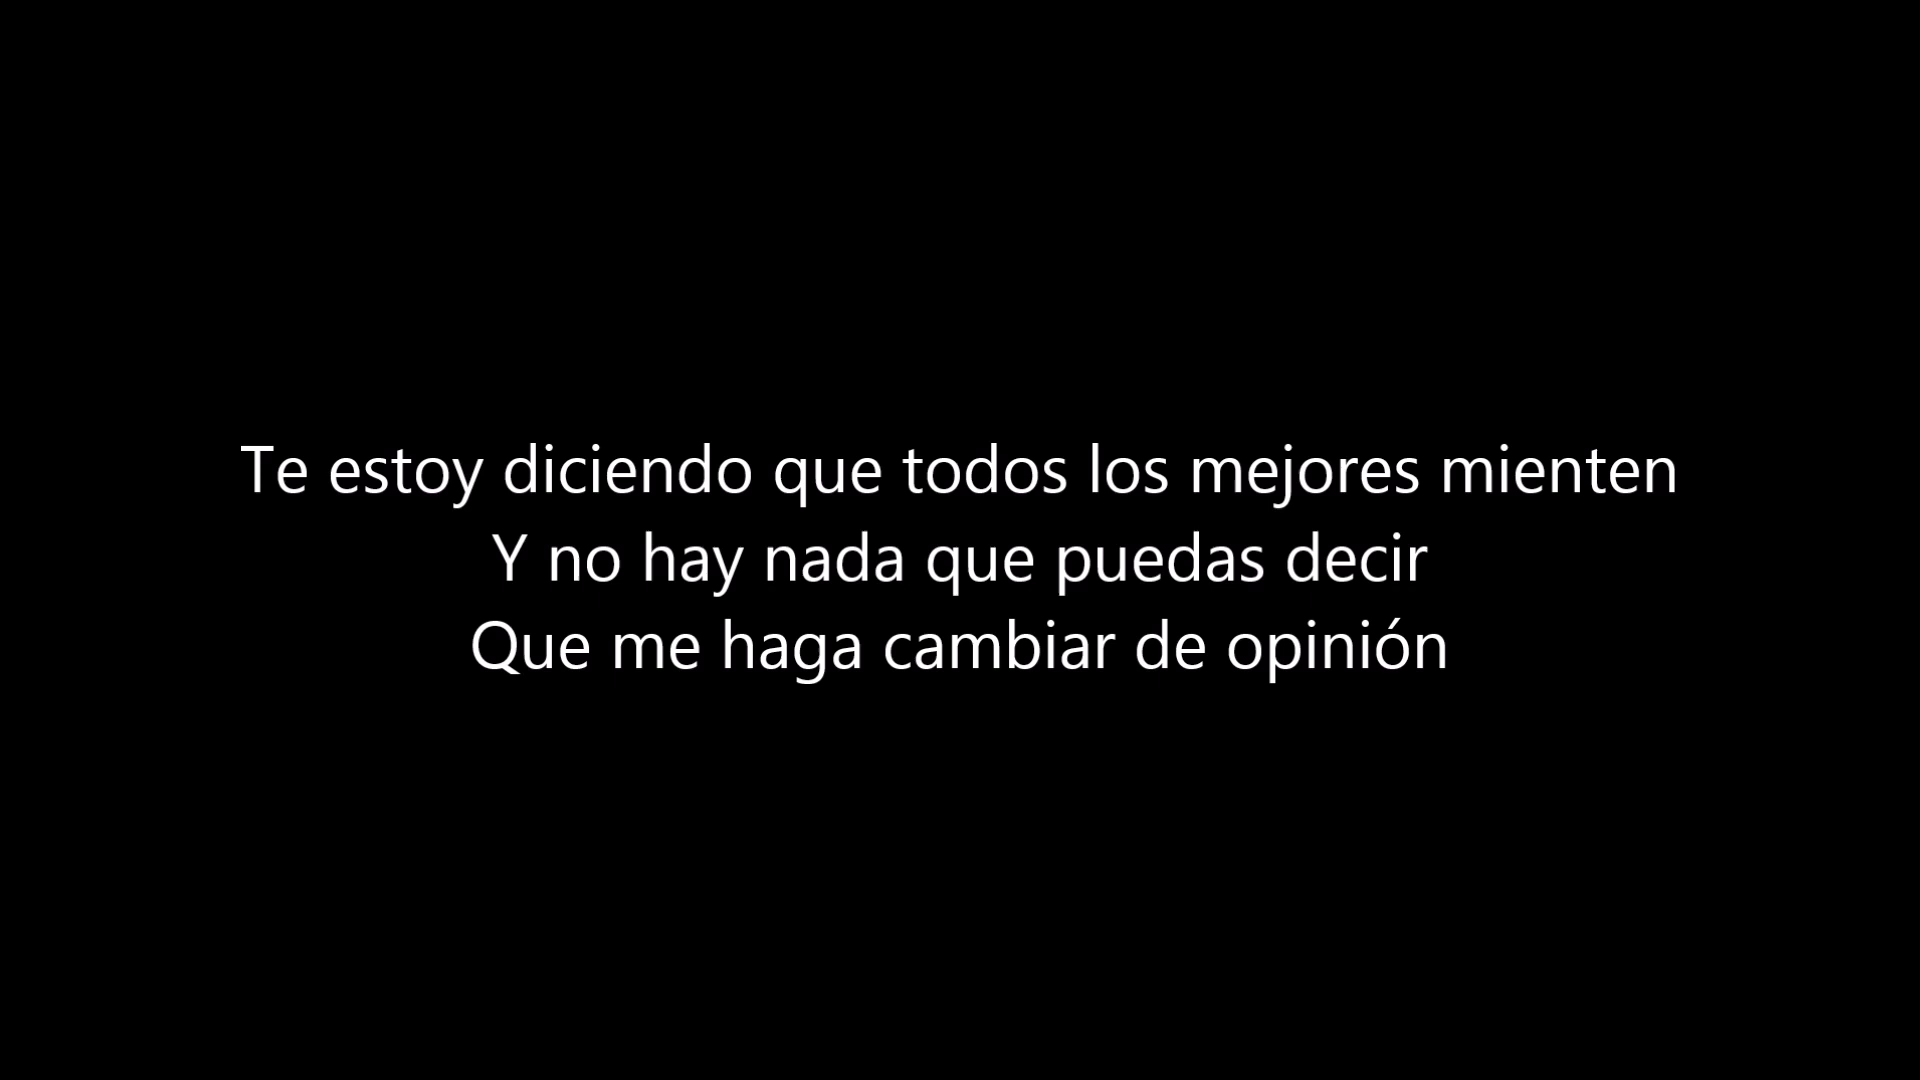 Te estoy diciendo que todos los mejores mienten
Y no hay nada que puedas decir
Que me haga cambiar de opinión